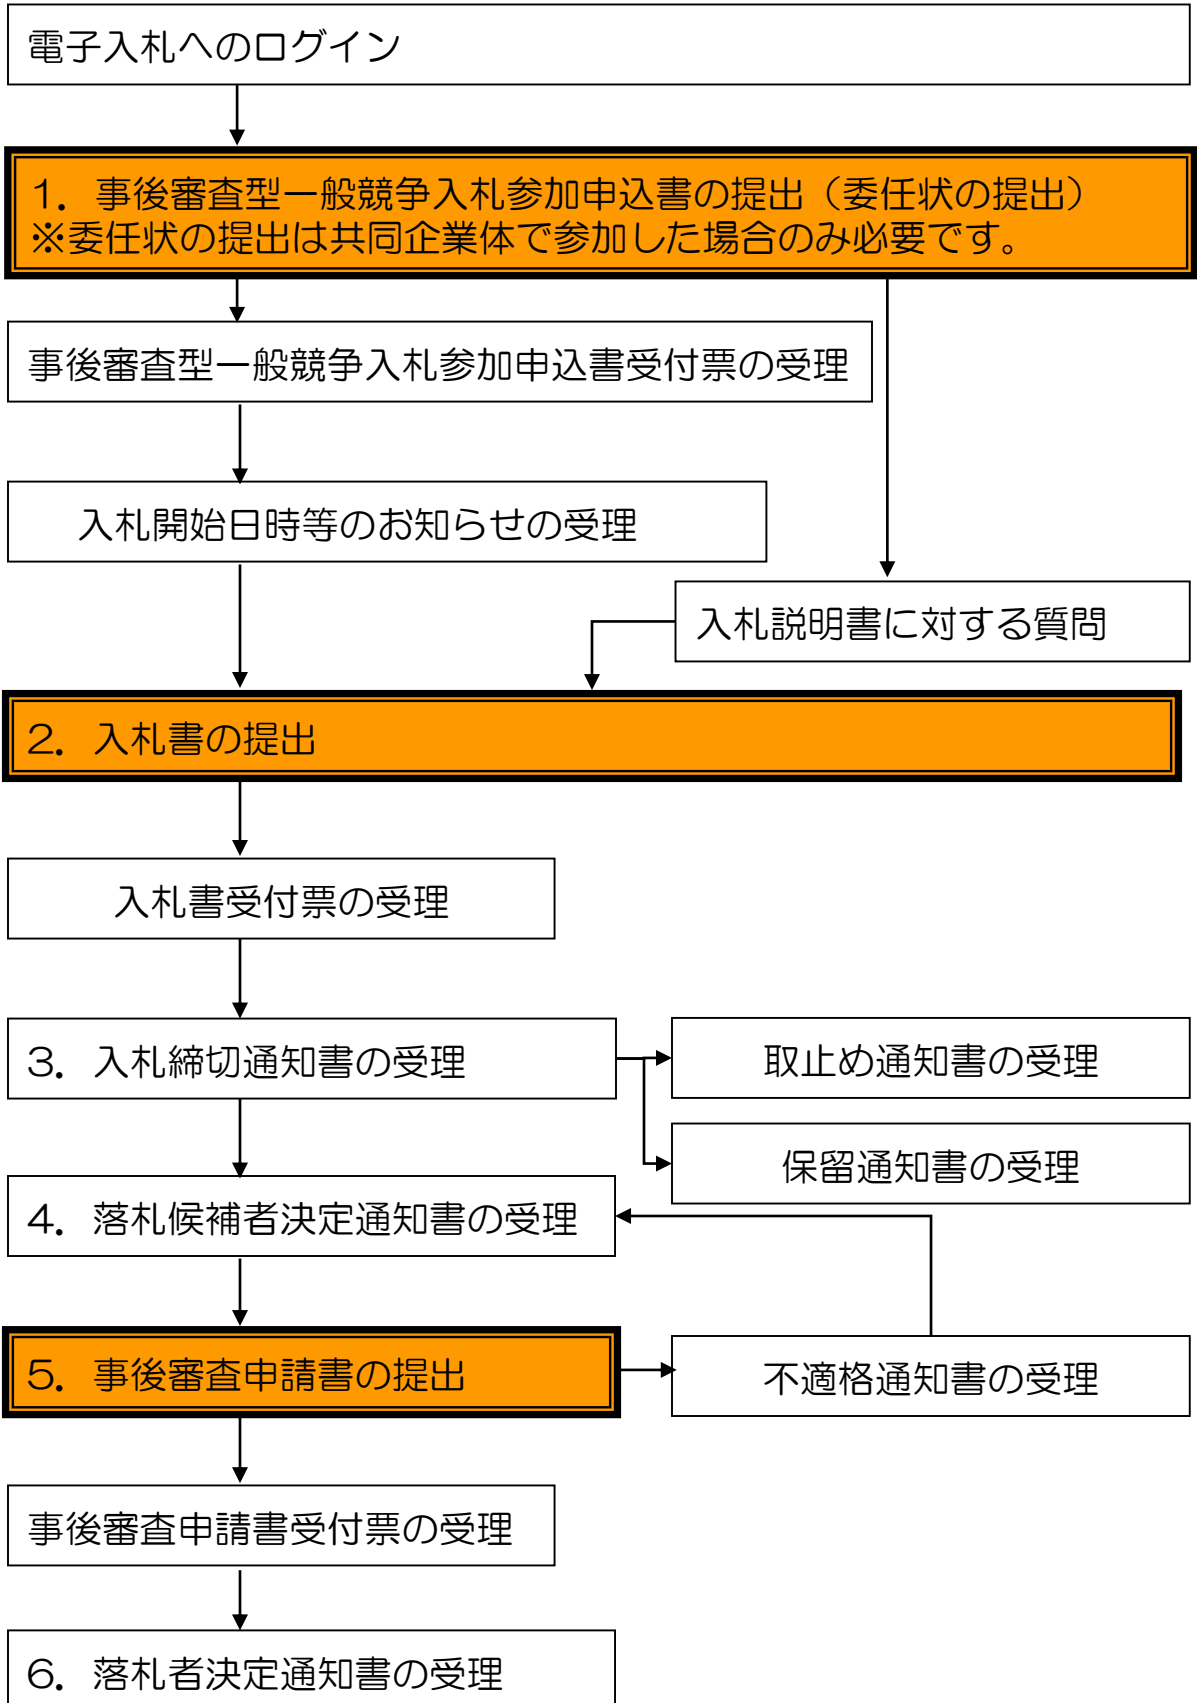 電子入札へのログイン
1．事後審査型一般競争入札参加申込書の提出（委任状の提出）
※委任状の提出は共同企業体で参加した場合のみ必要です。
事後審査型一般競争入札参加申込書受付票の受理
入札開始日時等のお知らせの受理
入札説明書に対する質問
2．入札書の提出
入札書受付票の受理
3．入札締切通知書の受理
取止め通知書の受理
保留通知書の受理
4．落札候補者決定通知書の受理
5．事後審査申請書の提出
不適格通知書の受理
事後審査申請書受付票の受理
6．落札者決定通知書の受理